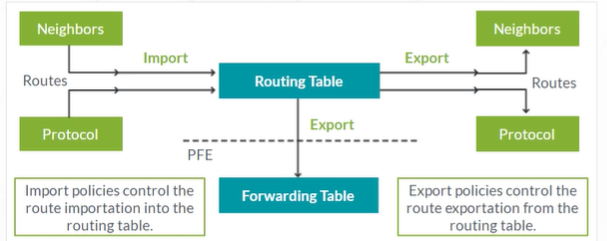 Neighbors
Neighbors
Import
Export
Routes
Routing Table
Routes
Protocol
Export
Protocol
PFE
Forwarding Table
Import policies control the
route importation into the
routing table.
Export policies control the
route exportation from the
routing table.